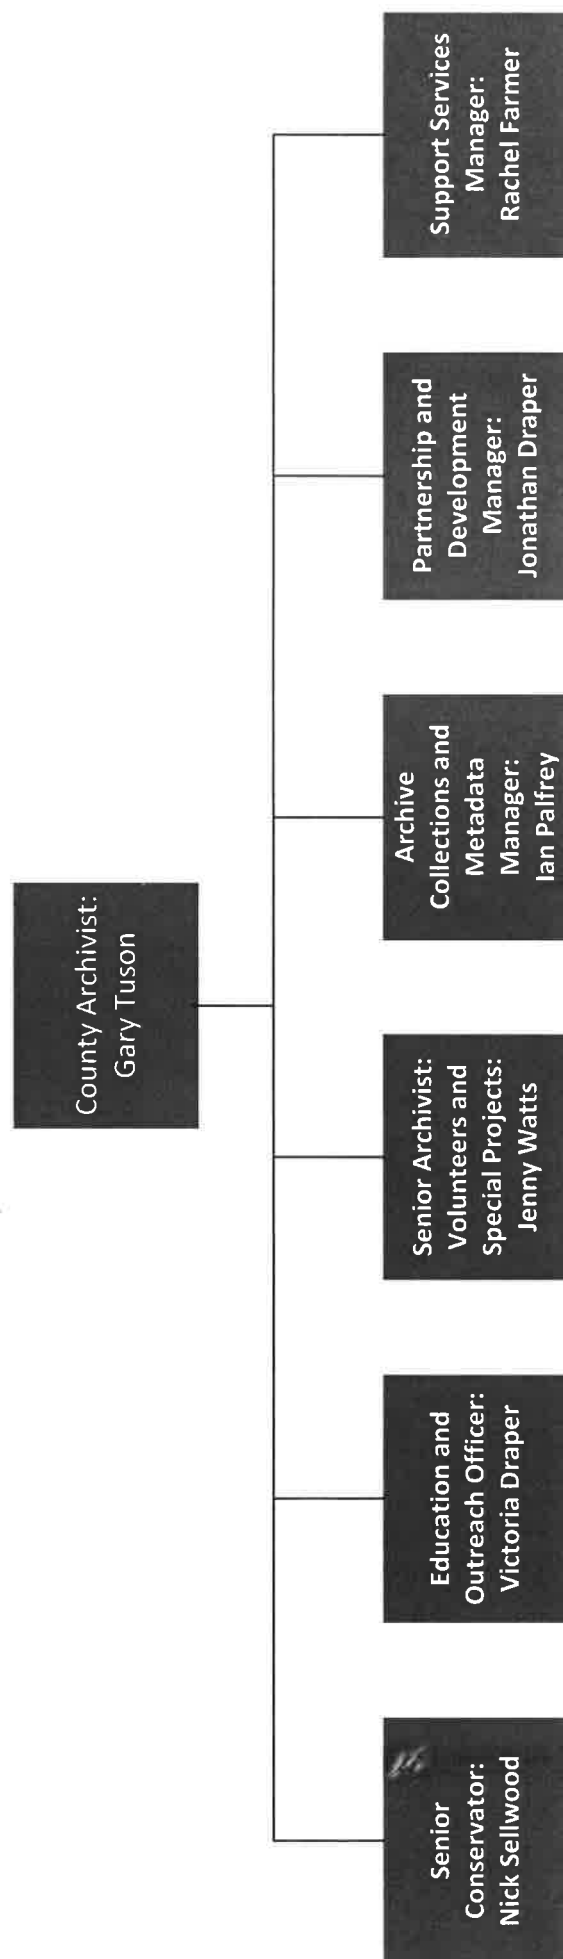 County Archivist:
Gary Tuson
Senior
Conservator:
Nick Sellwood
Education and
Outreach Officer:
Victoria Draper
Senior Archivist:
Volunteers and
Special Projects:
Jenny Watts
Archive
Collections and
Metadata
Manager:
Ian Palfrey
Partnership and
Development
Manager:
Jonathan Draper
Support Services
Manager:
Rachel Farmer